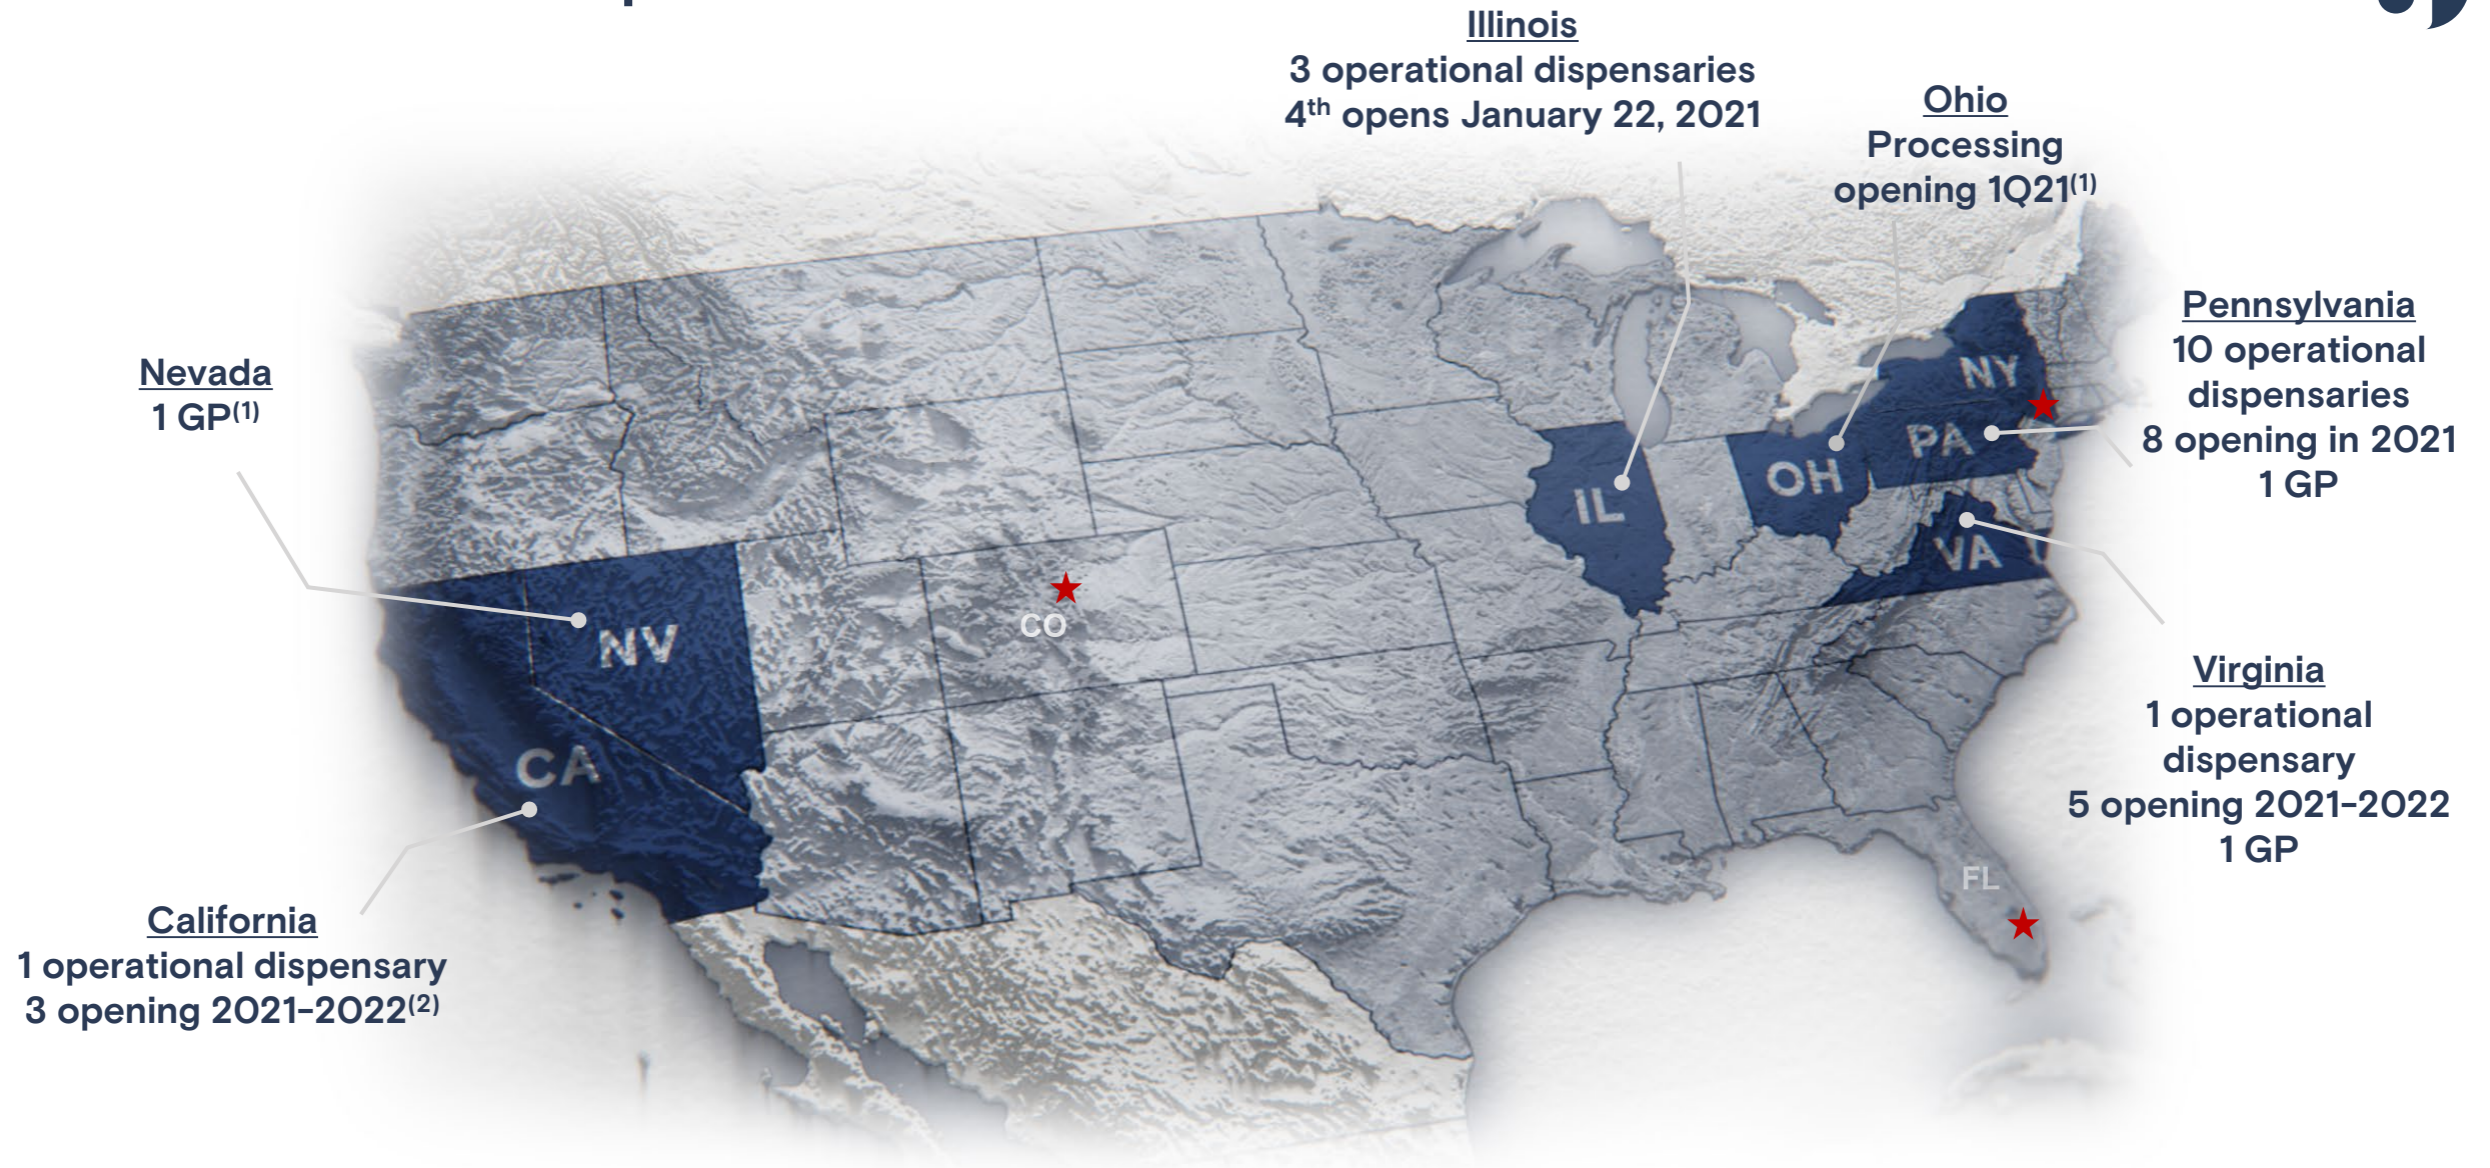 Illinois
3 operational dispensaries
4th opens January 22, 2021
Ohio
Processing
opening 1Q21(1)
Pennsylvania
10 operational
dispensaries
8 opening in 2021
1 GP
Nevada
1 GP(1)
NY
PA
OH
IL
VA
NV
CO
CA
FL
Virginia
1 operational
dispensary
5 opening 2021-2022
1 GP
California
1 operational dispensary
3 opening 2021-2022(2)